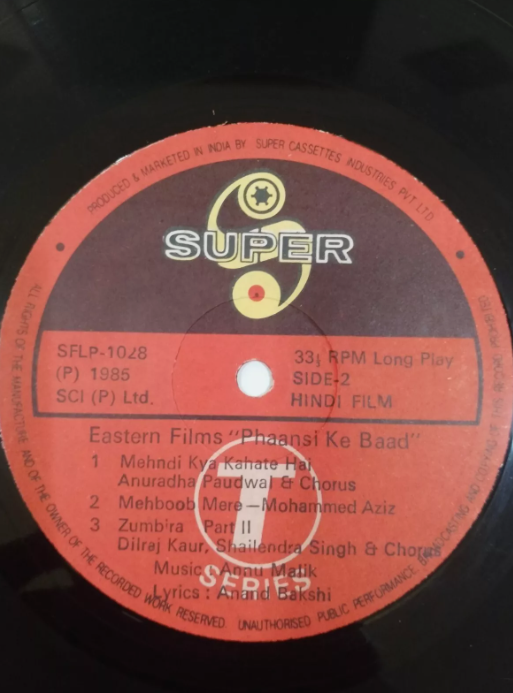 PRODUCED & MARKETED IN INDIA BY SUPER CASSETTES INDUSTRIES PVT. LTD.
SUPER
SFLP-1028
(P) 1985
SCI (P) Ltd.
33⅓ RPM Long Play
SIDE-2
HINDI FILM
Eastern Films "Phaansi Ke Baad"
1 Mehndi Kya Kahate Hai
Anuradha Paudwal & Chorus
2 Mehboob Mere—Mohammed Aziz
3 Zumbira Part II
Dilraj Kaur, Shailendra Singh & Chorus
Music : Annu Malik
Lyrics : Anand Bakshi
T
SERIES
ALL RIGHTS OF THE MANUFACTURE AND OF THE OWNER OF THE RECORDED WORK RESERVED. UNAUTHORISED PUBLIC PERFORMANCE, BROADCASTING AND COPYING OF THIS RECORD